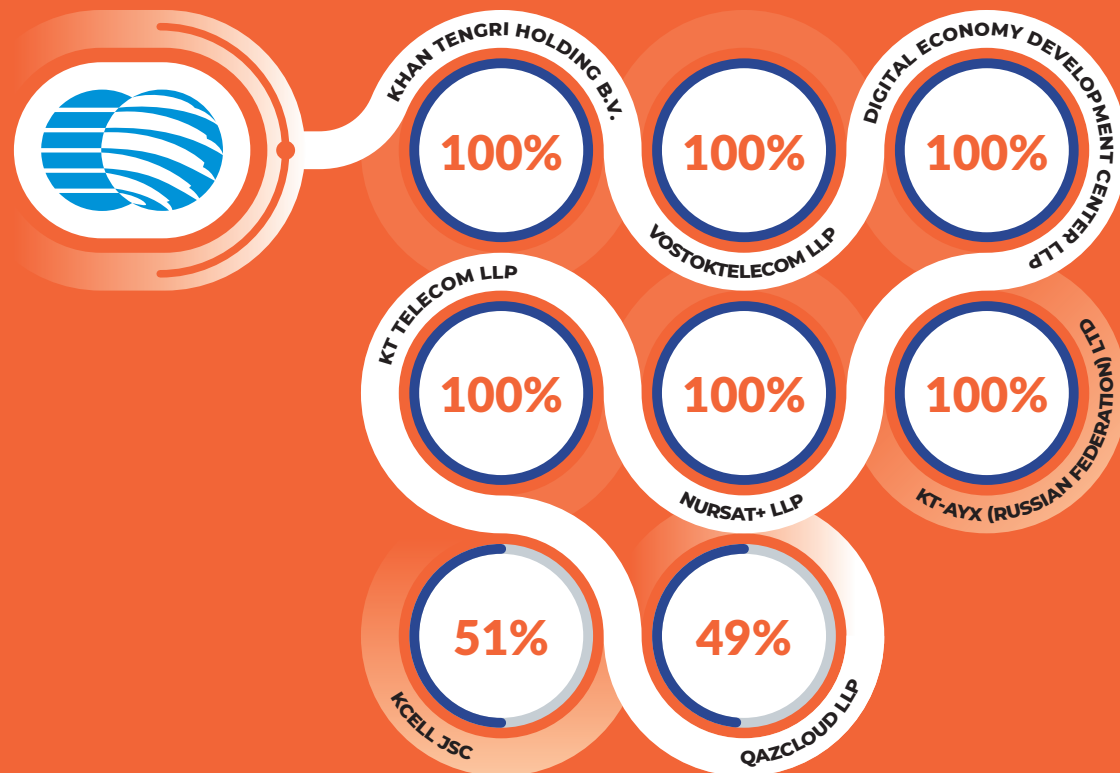 KHAN TENGRI HOLDING B.V.
100%
VOSTOKTELECOM LLP
100%
DIGITAL ECONOMY DEVELOPMENT CENTER LLP
100%
KT TELECOM LLP
100%
NURSAT+ LLP
100%
KT-AYX (RUSSIAN FEDERATION) LTD
100%
KCELL JSC
51%
QAZCLOUD LLP
49%